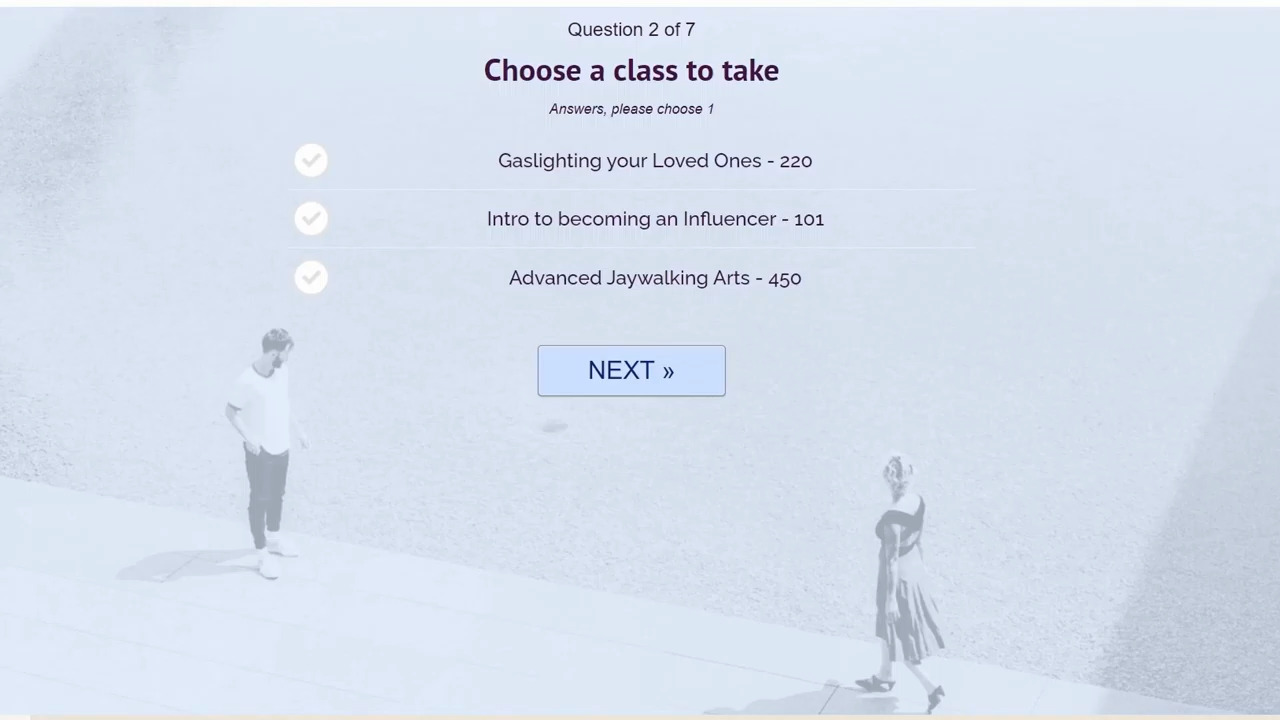 Question 2 of 7
Choose a class to take
Answers, please choose 1
Gaslighting your Loved Ones - 220
Intro to becoming an Influencer - 101
Advanced Jaywalking Arts - 450
NEXT »